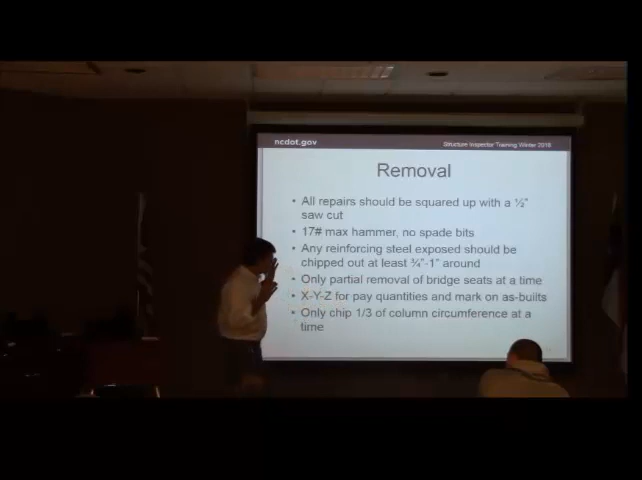 ncdot.gov
Structure Inspector Training Winter 2018
Removal
• All repairs should be squared up with a ½"
saw cut
• 17# max hammer, no spade bits
• Any reinforcing steel exposed should be
chipped out at least ¾"-1" around
• Only partial removal of bridge seats at a time
• X-Y-Z for pay quantities and mark on as-builts
• Only chip 1/3 of column circumference at a
time